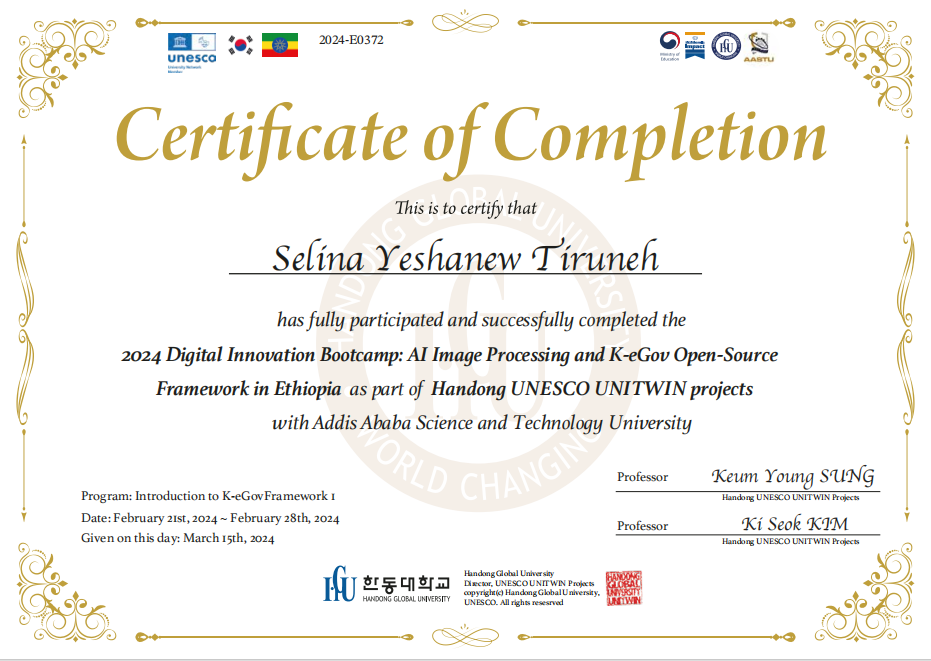 unesco
University Network
Member
2024-E0372
Ministry of
Education
Impact
HGU
AASTU
Certificate of Completion
This is to certify that
Selina Yeshanew Tiruneh
has fully participated and successfully completed the
2024 Digital Innovation Bootcamp: AI Image Processing and K-eGov Open-Source
Framework in Ethiopia as part of Handong UNESCO UNITWIN projects
with Addis Ababa Science and Technology University
HANDONG GLOBAL UNIVERSITY
HGU
WORLD CHANGING
Professor Keum Young SUNG
Handong UNESCO UNITWIN Projects
Professor Ki Seok KIM
Handong UNESCO UNITWIN Projects
Program: Introduction to K-eGovFramework 1
Date: February 21st, 2024 ~ February 28th, 2024
Given on this day: March 15th, 2024
HGU 한동대학교
HANDONG GLOBAL UNIVERSITY
Handong Global University
Director, UNESCO UNITWIN Projects
copyright(c) Handong Global University,
UNESCO. All rights resesrved
HANDONG
GLOBAL
UNIVERSITY
UNITWIN